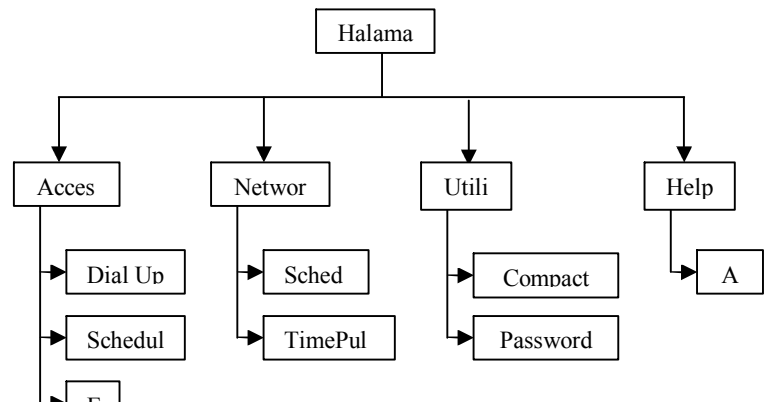 Halama
Acces
Networ
Utili
Help
Dial Up
Sched
Compact
A
Schedul
TimePul
Password